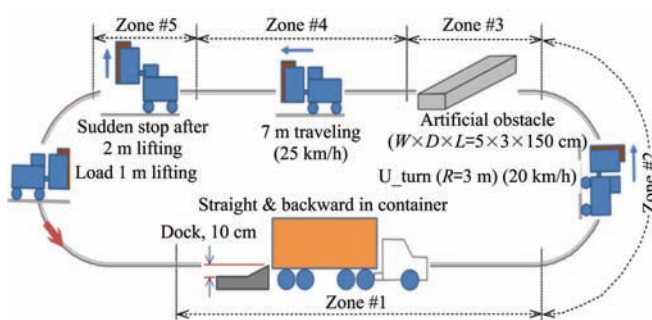 Zone #5
Zone #4
Zone #3
Sudden stop after
2 m lifting
Load 1 m lifting
7 m traveling
(25 km/h)
Artificial obstacle
(W×D×L=5×3×150 cm)
U_turn (R=3 m) (20 km/h)
Zone #2
Straight & backward in container
Dock, 10 cm
Zone #1